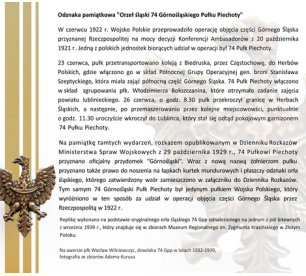 Odznaka pamiątkowa "Orzeł śląski 74 Górnośląskiego Pułku Piechoty"
W czerwcu 1922 r. Wojsko Polskie przeprowadziło operację objęcia części Górnego Śląska
przyznanej Rzeczypospolitej na mocy decyzji Konferencji Ambasadorów z 20 października
1921 r. Jedną z polskich jednostek biorących udział w operacji był 74 Pułk Piechoty.
23 czerwca, pułk przetransportowano koleją z Biedruska, przez Częstochowę, do Herbów
Polskich, gdzie włączono go w skład Północnej Grupy Operacyjnej gen. broni Stanisława
Szeptyckiego, która miała zająć północną część Górnego Śląska. 74 Pułk Piechoty włączono
w skład zgrupowania płk. Włodzimierza Bokszczanina, które otrzymało zadanie zajęcia
powiatu lublinieckiego. 26 czerwca, o godz. 8.30 pułk przekroczył granicę w Herbach
Śląskich, a następnie, po przemaszerowaniu przez kolejne miejscowości, punktualnie
o godz. 11.30 uroczyście wkroczył do Lublińca, który stał się odtąd pokojowym garnizonem
74 Pułku Piechoty.
Na pamiątkę tamtych wydarzeń, rozkazem opublikowanym w Dzienniku Rozkazów
Ministerstwa Spraw Wojskowych z 29 października 1929 r., 74 Pułkowi Piechoty
przyznano oficjalny przydomek "Górnośląski". Wraz z nową nazwą żołnierzom pułku
przyznano także prawo do noszenia na łapkach kurtek mundurowych i płaszczy odznaki orła
śląskiego, którego zatwierdzony wzór zamieszczono w załączniku do Dziennika Rozkazów.
Tym samym 74 Górnośląski Pułk Piechoty był jedynym pułkiem Wojska Polskiego, który
wyróżniono w ten sposób za udział w operacji objęcia części Górnego Śląska przez
Rzeczpospolitą w 1922 r.
Replikę wykonano na podstawie oryginalnego orła śląskiego 74 Gpp odnalezionego na jednym z pól bitewnych
z września 1939 r., który znajduje się w zbiorach Muzeum Regionalnego im. Zygmunta Krasińskiego w Złotym
Potoku.
Na awersie płk Wacław Wilniewczyc, dowódca 74 Gpp w latach 1932-1939,
fotografia ze zbiorów Adama Kurusa